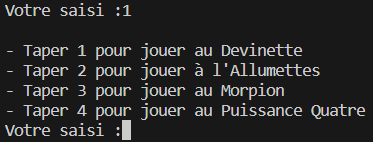 Votre saisi :1
- Taper 1 pour jouer au Devinette
- Taper 2 pour jouer à l'Allumettes
- Taper 3 pour jouer au Morpion
- Taper 4 pour jouer au Puissance Quatre
Votre saisi :